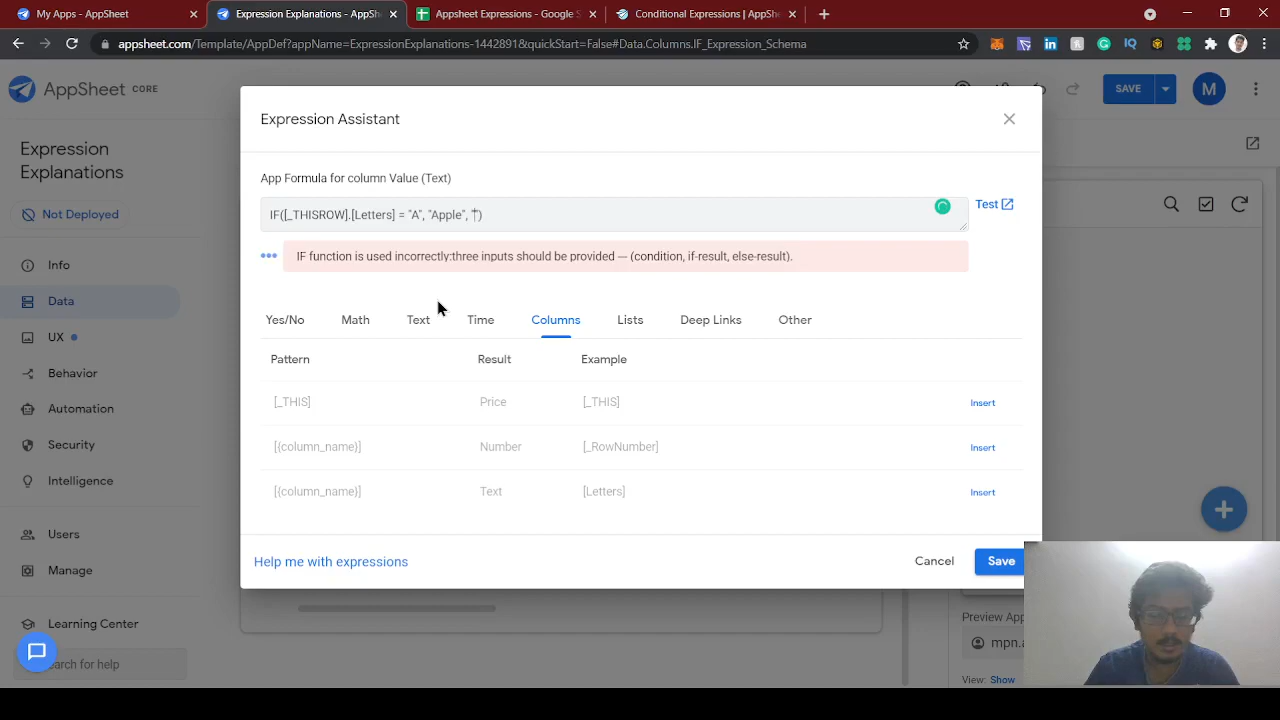 My Apps - AppSheet
Expression Explanations - AppSh
Appsheet Expressions - Google S
Conditional Expressions | AppSh
appsheet.com/Template/AppDef?appName=ExpressionExplanations-1442891&quickStart=False#Data.Columns.IF_Expression_Schema
AppSheet CORE
SAVE
M
Expression
Explanations
Not Deployed
Info
Data
UX
Behavior
Automation
Security
Intelligence
Users
Manage
Learning Center
earch for help
Expression Assistant
App Formula for column Value (Text)
IF([_THISROW].[Letters] = "A", "Apple", ")
Test
IF function is used incorrectly:three inputs should be provided — (condition, if-result, else-result).
Yes/No Math Text Time Columns Lists Deep Links Other
Pattern Result Example
[_THIS] Price [_THIS] Insert
[{column_name}] Number [_RowNumber] Insert
[{column_name}] Text [Letters] Insert
Help me with expressions
Cancel
Save
Preview App
mpn.a
View: Show